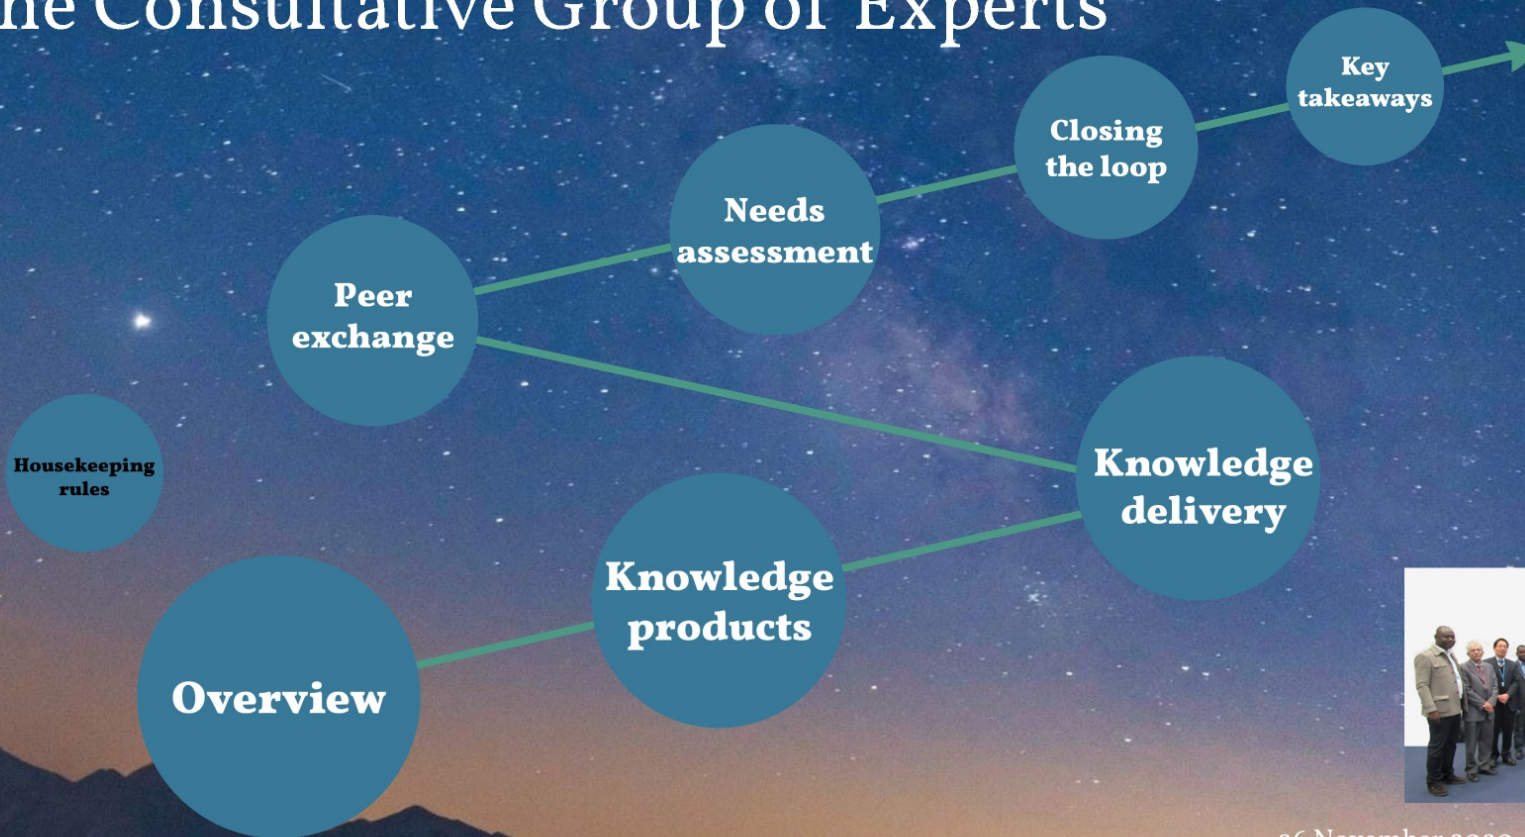 Consultative Group of Experts
Key
takeaways
Closing
the loop
Needs
assessment
Peer
exchange
Housekeeping
rules
Knowledge
delivery
Knowledge
products
Overview
November